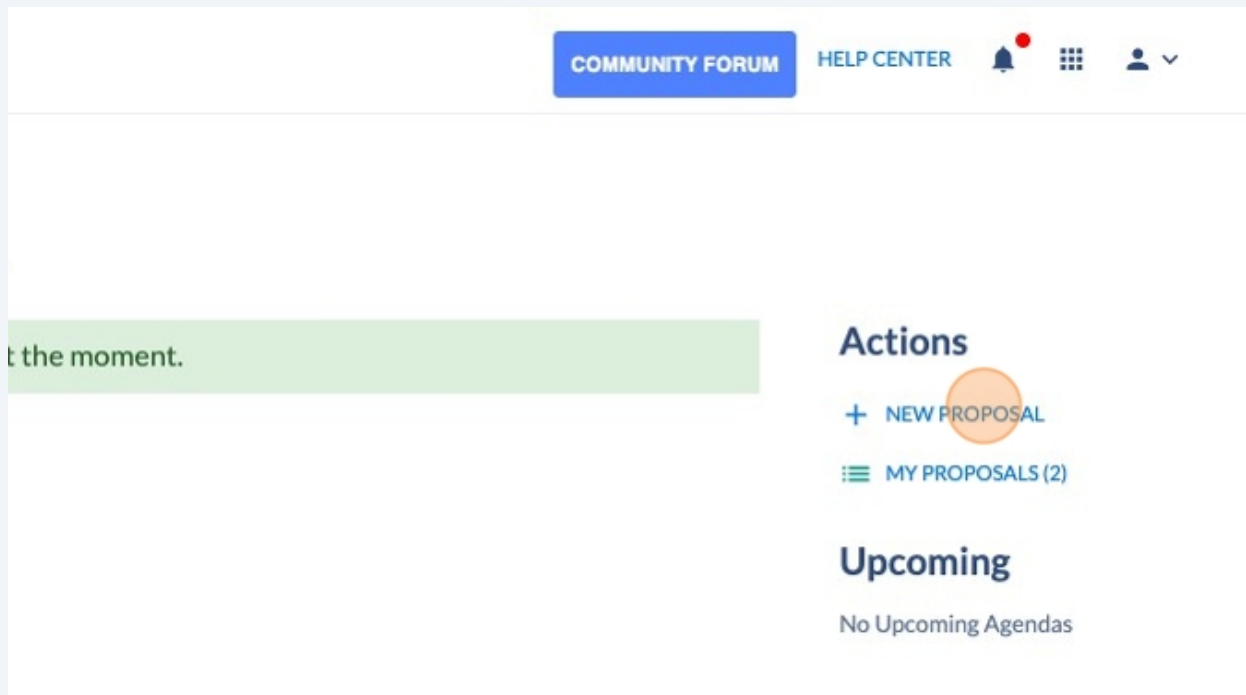 COMMUNITY FORUM HELP CENTER
the moment.
Actions
NEW PROPOSAL
MY PROPOSALS (2)
Upcoming
No Upcoming Agendas